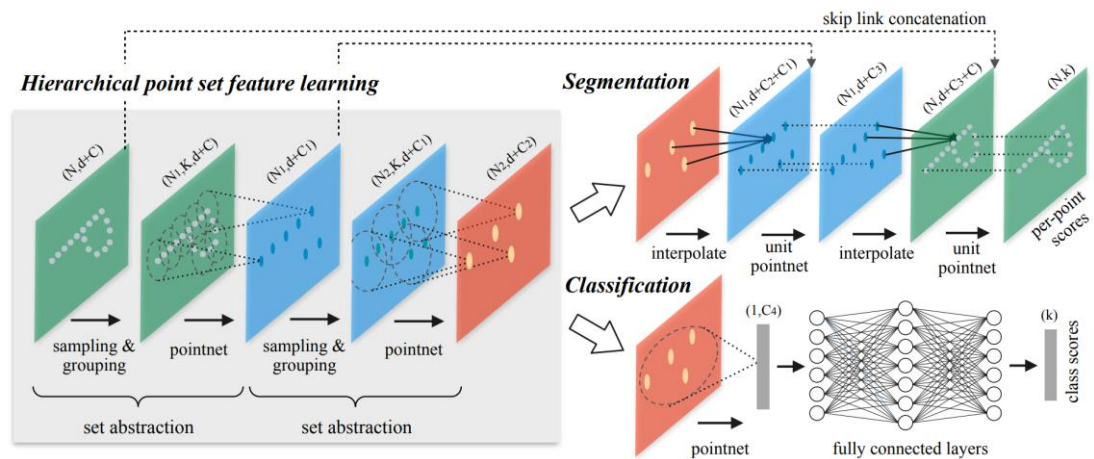 skip link concatenation
Hierarchical point set feature learning
Segmentation
(N,d+C)
(N1,K,d+C)
(N1,d+C1)
(N2,K,d+C1)
(N2,d+C2)
sampling &
grouping
pointnet
sampling &
grouping
pointnet
set abstraction
set abstraction
(N1,d+C2+C1)
(N1,d+C3)
(N,d+C3+C)
(N,k)
interpolate
unit
pointnet
interpolate
unit
pointnet
per-point
scores
Classification
(1,C4)
(k)
class scores
pointnet
fully connected layers